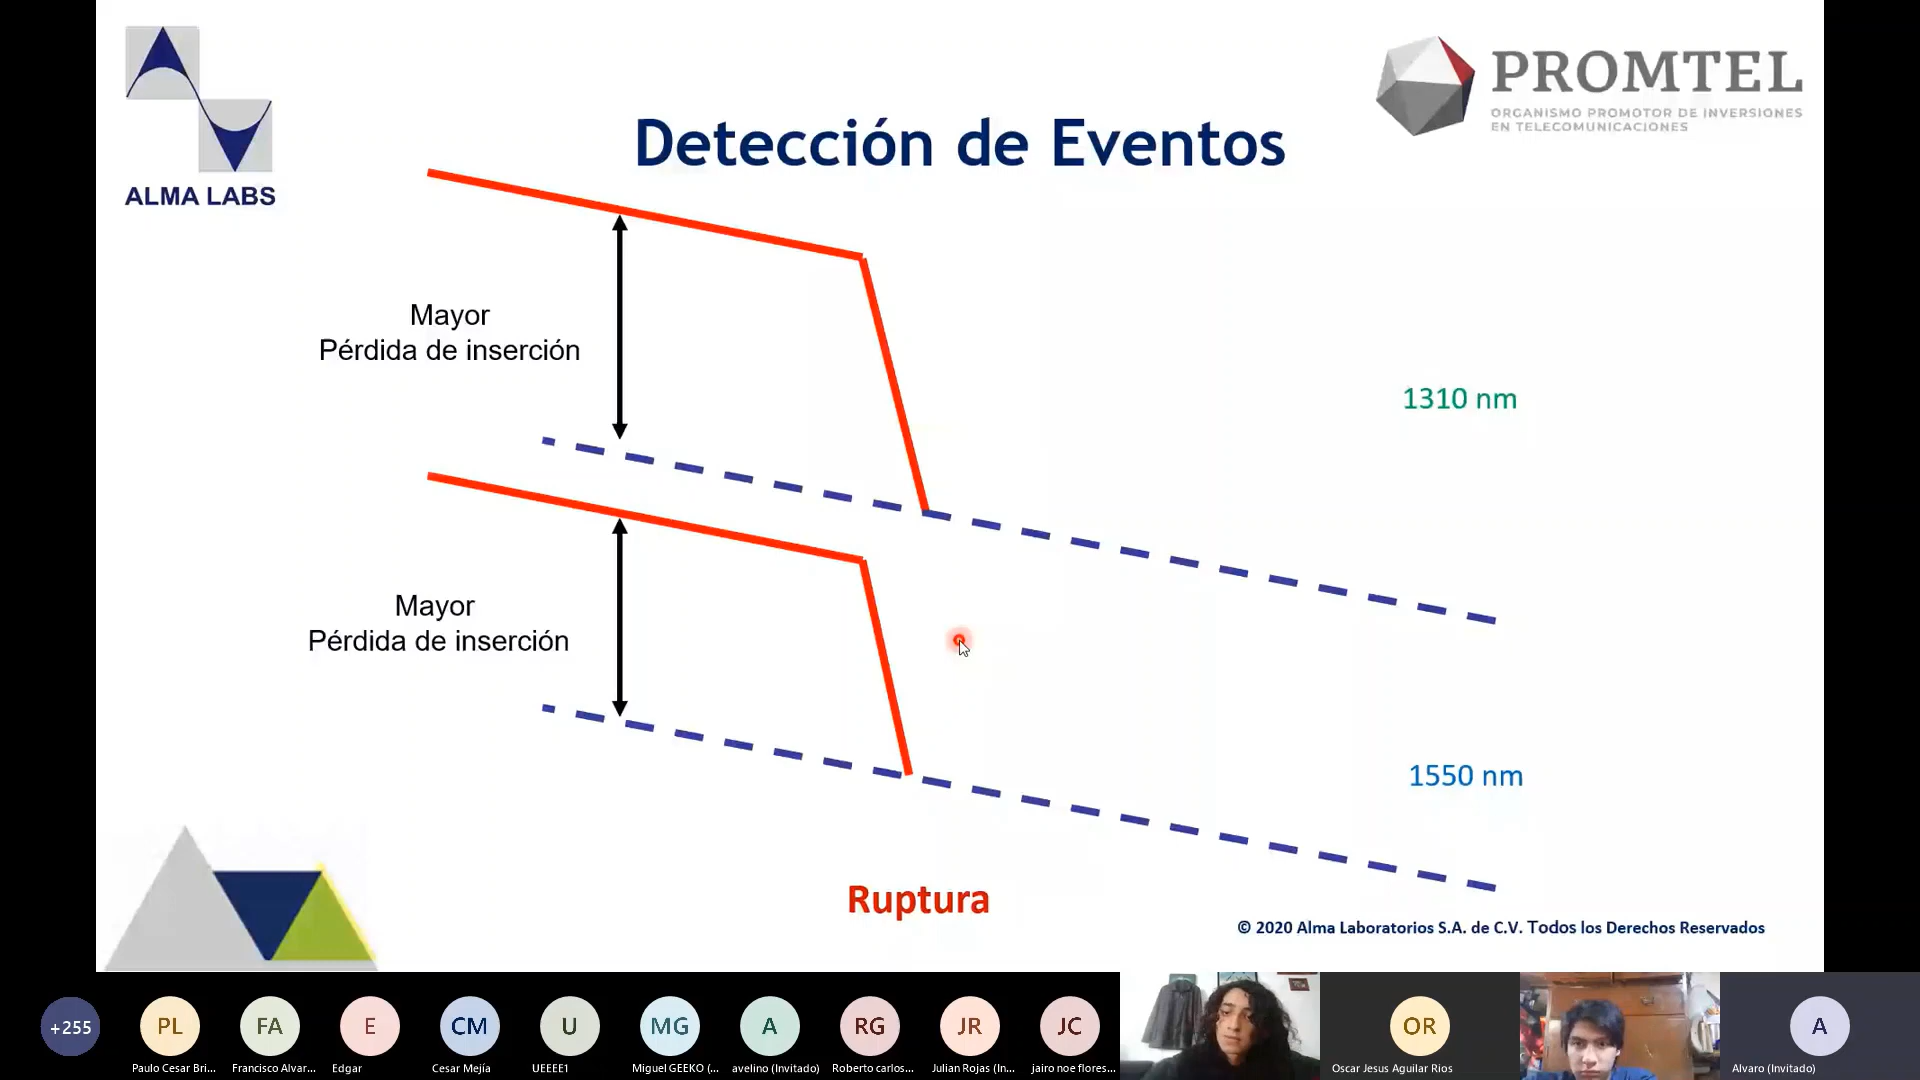 ALMA LABS
PROMTEL
ORGANISMO PROMOTOR DE INVERSIONES
EN TELECOMUNICACIONES
Detección de Eventos
Mayor
Pérdida de inserción
1310 nm
Mayor
Pérdida de inserción
1550 nm
Ruptura
© 2020 Alma Laboratorios S.A. de C.V. Todos los Derechos Reservados
+255
PL
FA
E
CM
U
MG
A
RG
JR
JC
OR
A
Paulo Cesar Bri...
Francisco Alvar...
Edgar
Cesar Mejía
UEEEE1
Miguel GEEKO (...
avelino (Invitado)
Roberto carlos...
Julian Rojas (In...
jairo noe flores...
Oscar Jesus Aguilar Rios
Alvaro (Invitado)